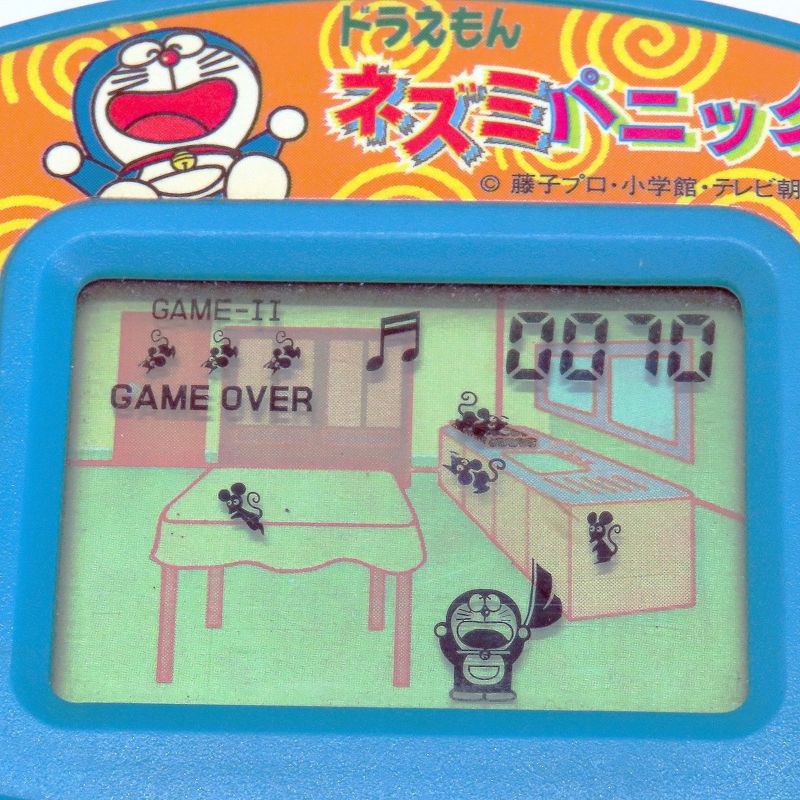 ドラえもん
ネズミパニック
© 藤子プロ・小学館・テレビ朝
GAME-II
0070
GAME OVER